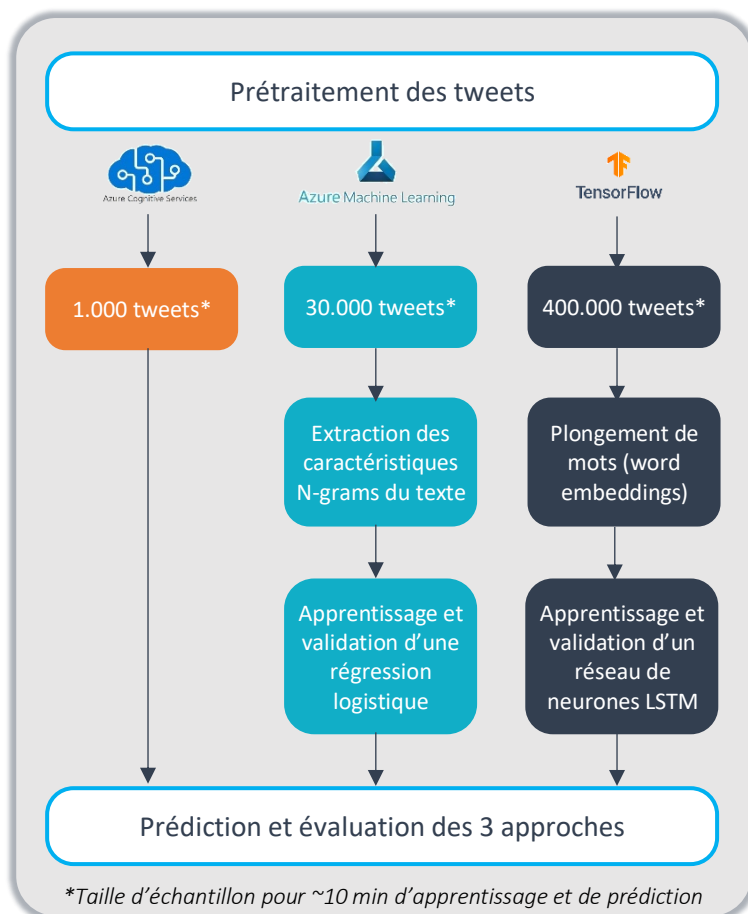 Prétraitement des tweets
Azure Cognitive Services
Azure Machine Learning
TensorFlow
1.000 tweets*
30.000 tweets*
400.000 tweets*
Extraction des
caractéristiques
N-grams du texte
Plongement de
mots (word
embeddings)
Apprentissage et
validation d’une
régression
logistique
Apprentissage et
validation d’un
réseau de
neurones LSTM
Prédiction et évaluation des 3 approches
*Taille d’échantillon pour ~10 min d’apprentissage et de prédiction